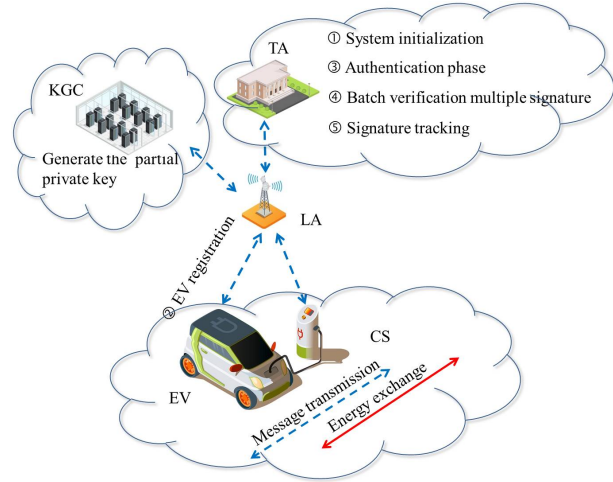 TA
① System initialization
③ Authentication phase
④ Batch verification multiple signature
⑤ Signature tracking
KGC
Generate the partial
private key
LA
② EV registration
CS
EV
Message transmission
Energy exchange